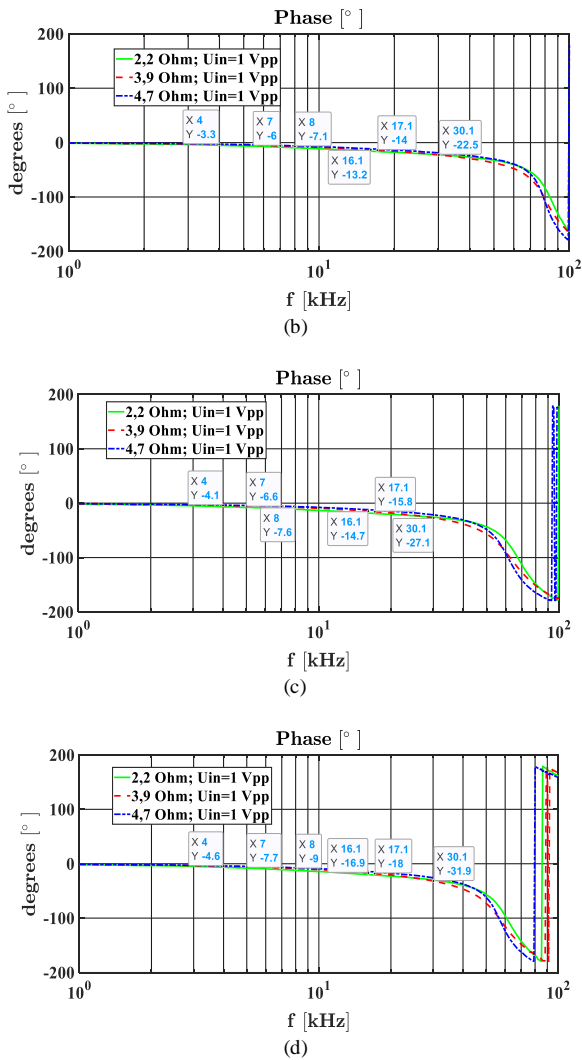 Phase [°]
200
100
0
-100
-200
degrees [°]
2,2 Ohm; Uin=1 Vpp
3,9 Ohm; Uin=1 Vpp
4,7 Ohm; Uin=1 Vpp
X 4
Y -3.3
X 7
Y -6
X 8
Y -7.1
X 16.1
Y -13.2
X 17.1
Y -14
X 30.1
Y -22.5
10^0
10^1
10^2
f [kHz]
(b)
Phase [°]
200
100
0
-100
-200
degrees [°]
2,2 Ohm; Uin=1 Vpp
3,9 Ohm; Uin=1 Vpp
4,7 Ohm; Uin=1 Vpp
X 4
Y -4.1
X 7
Y -6.6
X 8
Y -7.6
X 16.1
Y -14.7
X 17.1
Y -15.8
X 30.1
Y -27.1
10^0
10^1
10^2
f [kHz]
(c)
Phase [°]
200
100
0
-100
-200
degrees [°]
2,2 Ohm; Uin=1 Vpp
3,9 Ohm; Uin=1 Vpp
4,7 Ohm; Uin=1 Vpp
X 4
Y -4.6
X 7
Y -7.7
X 8
Y -9
X 16.1
Y -16.9
X 17.1
Y -18
X 30.1
Y -31.9
10^0
10^1
10^2
f [kHz]
(d)